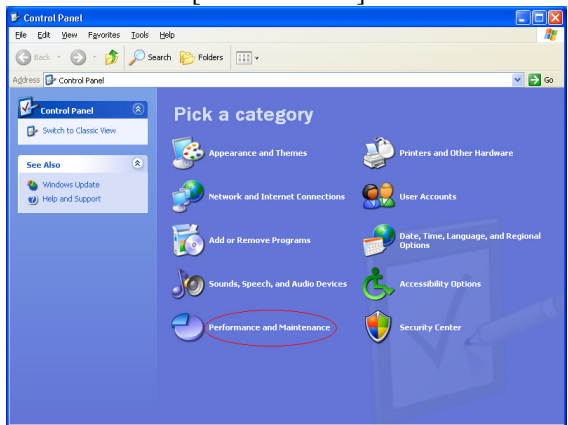 Control Panel
File Edit View Favorites Tools Help
Back Search Folders
Address Control Panel Go
Control Panel
Switch to Classic View
See Also
Windows Update
Help and Support
Pick a category
Appearance and Themes
Printers and Other Hardware
Network and Internet Connections
User Accounts
Add or Remove Programs
Date, Time, Language, and Regional
Options
Sounds, Speech, and Audio Devices
Accessibility Options
Performance and Maintenance
Security Center